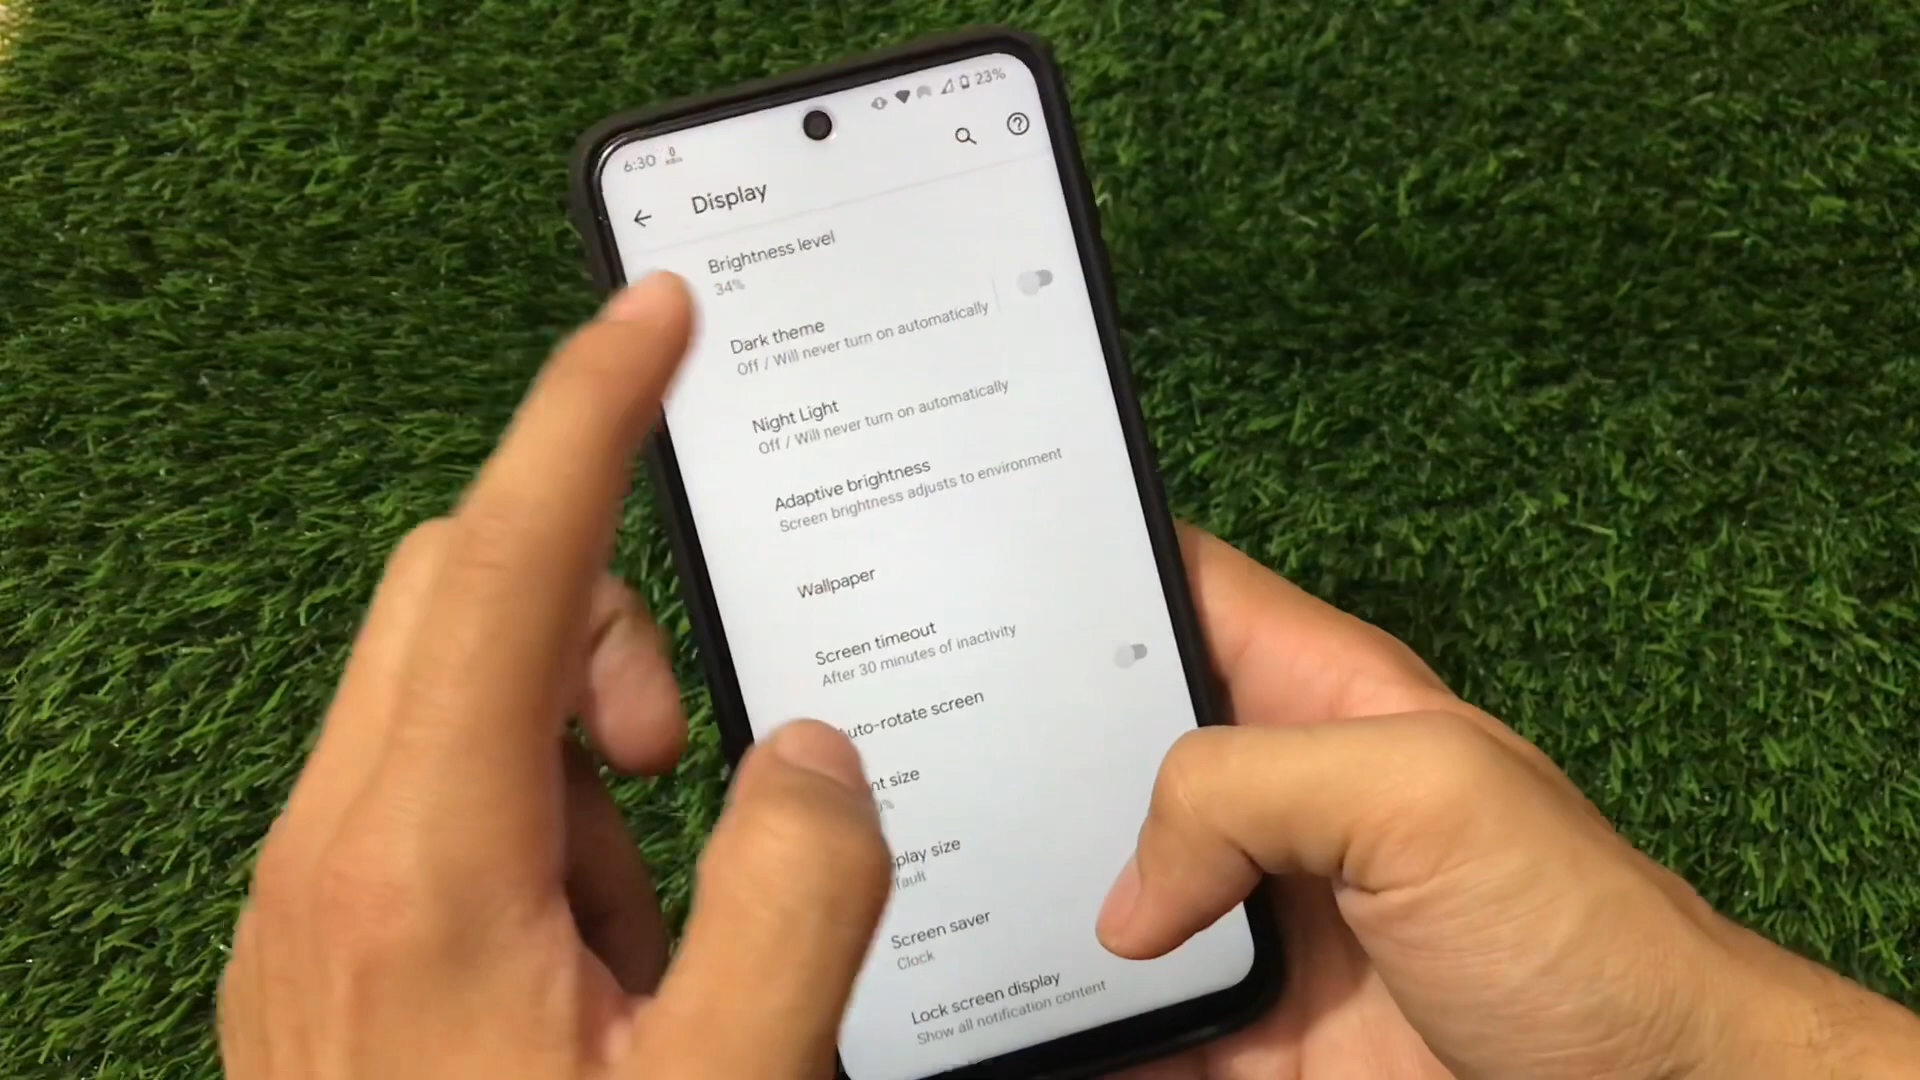 6:30 0 23%
Display
Brightness level
34%
Dark theme
Off / Will never turn on automatically
Night Light
Off / Will never turn on automatically
Adaptive brightness
Screen brightness adjusts to environment
Wallpaper
Screen timeout
After 30 minutes of inactivity
uto-rotate screen
nt size
%
play size
fault
Screen saver
Clock
Lock screen display
Show all notification content